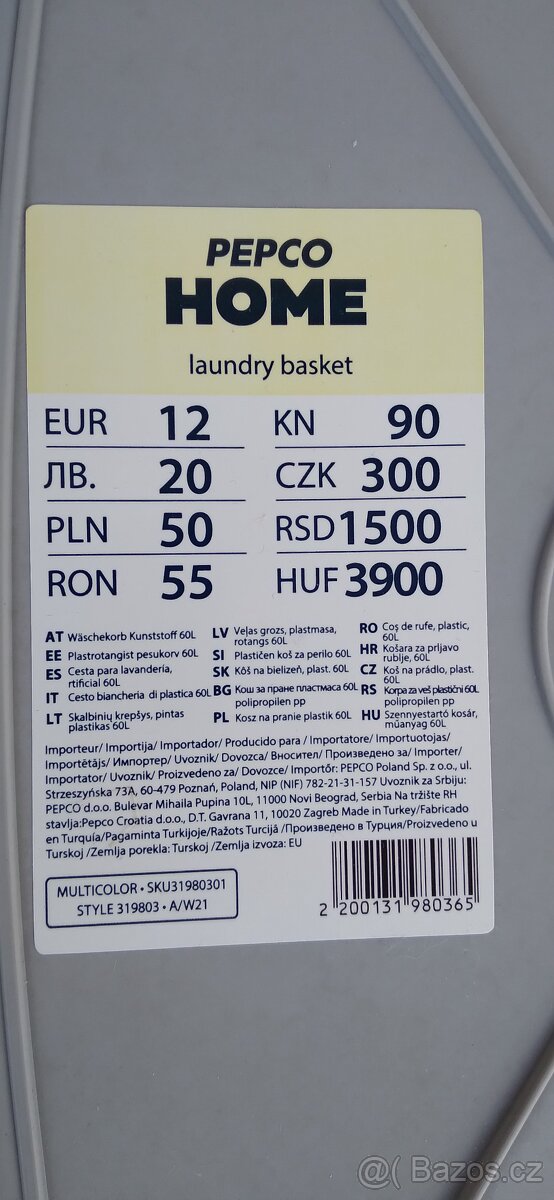 PEPCO
HOME
laundry basket
EUR 12
KN 90
ЛВ. 20
CZK 300
PLN 50
RSD 1500
RON 55
HUF 3900
AT Wäschekorb Kunststoff 60L
EE Plastrotangist pesukorv 60L
ES Cesta para lavandería,
rtificial 60L
IT Cesto biancheria di plastica 60L
LT Skalbinių krepšys, pintas
plastikas 60L
LV Veļas grozs, plastmasa,
rotangs 60L
SI Plastičen koš za perilo 60L
SK Kôš na bielizeň, plast. 60L
BG Кош за пране пластмаса 60L
polipropilen pp
PL Kosz na pranie plastik 60L
RO Coș de rufe, plastic,
60L
HR Košara za prljavo
rublje, 60L
CZ Koš na prádlo, plast.
60L
RS Korpa za veš plastični 60L
polipropilen pp
HU Szennyestartó kosár,
műanyag 60L
Importeur/ Importija/ Importador/ Producido para / Importatore/ Importuotojas/
Importētājs/ Импортер/ Uvoznik/ Dovozca/ Вносител/ Произведено за/ Importer/
Importator/ Uvoznik/ Proizvedeno za/ Dovozce/ Importőr: PEPCO Poland Sp. z o.o., ul.
Strzeszyńska 73A, 60-479 Poznań, Poland, NIP (NIF) 782-21-31-157 Uvoznik za Srbiju:
PEPCO d.o.o. Bulevar Mihaila Pupina 10L, 11000 Novi Beograd, Serbia Na tržište RH
stavlja:Pepco Croatia d.o.o., D.T. Gavrana 11, 10020 Zagreb Made in Turkey/Fabricado
en Turquía/Pagaminta Turkijoje/Ražots Turcijā /Произведено в Турция/Proizvedeno u
Turskoj /Zemlja porekla: Turskoj /Zemlja izvoza: EU
MULTICOLOR • SKU31980301
STYLE 319803 • A/W21
2 200131 980365
@( Bazos.cz